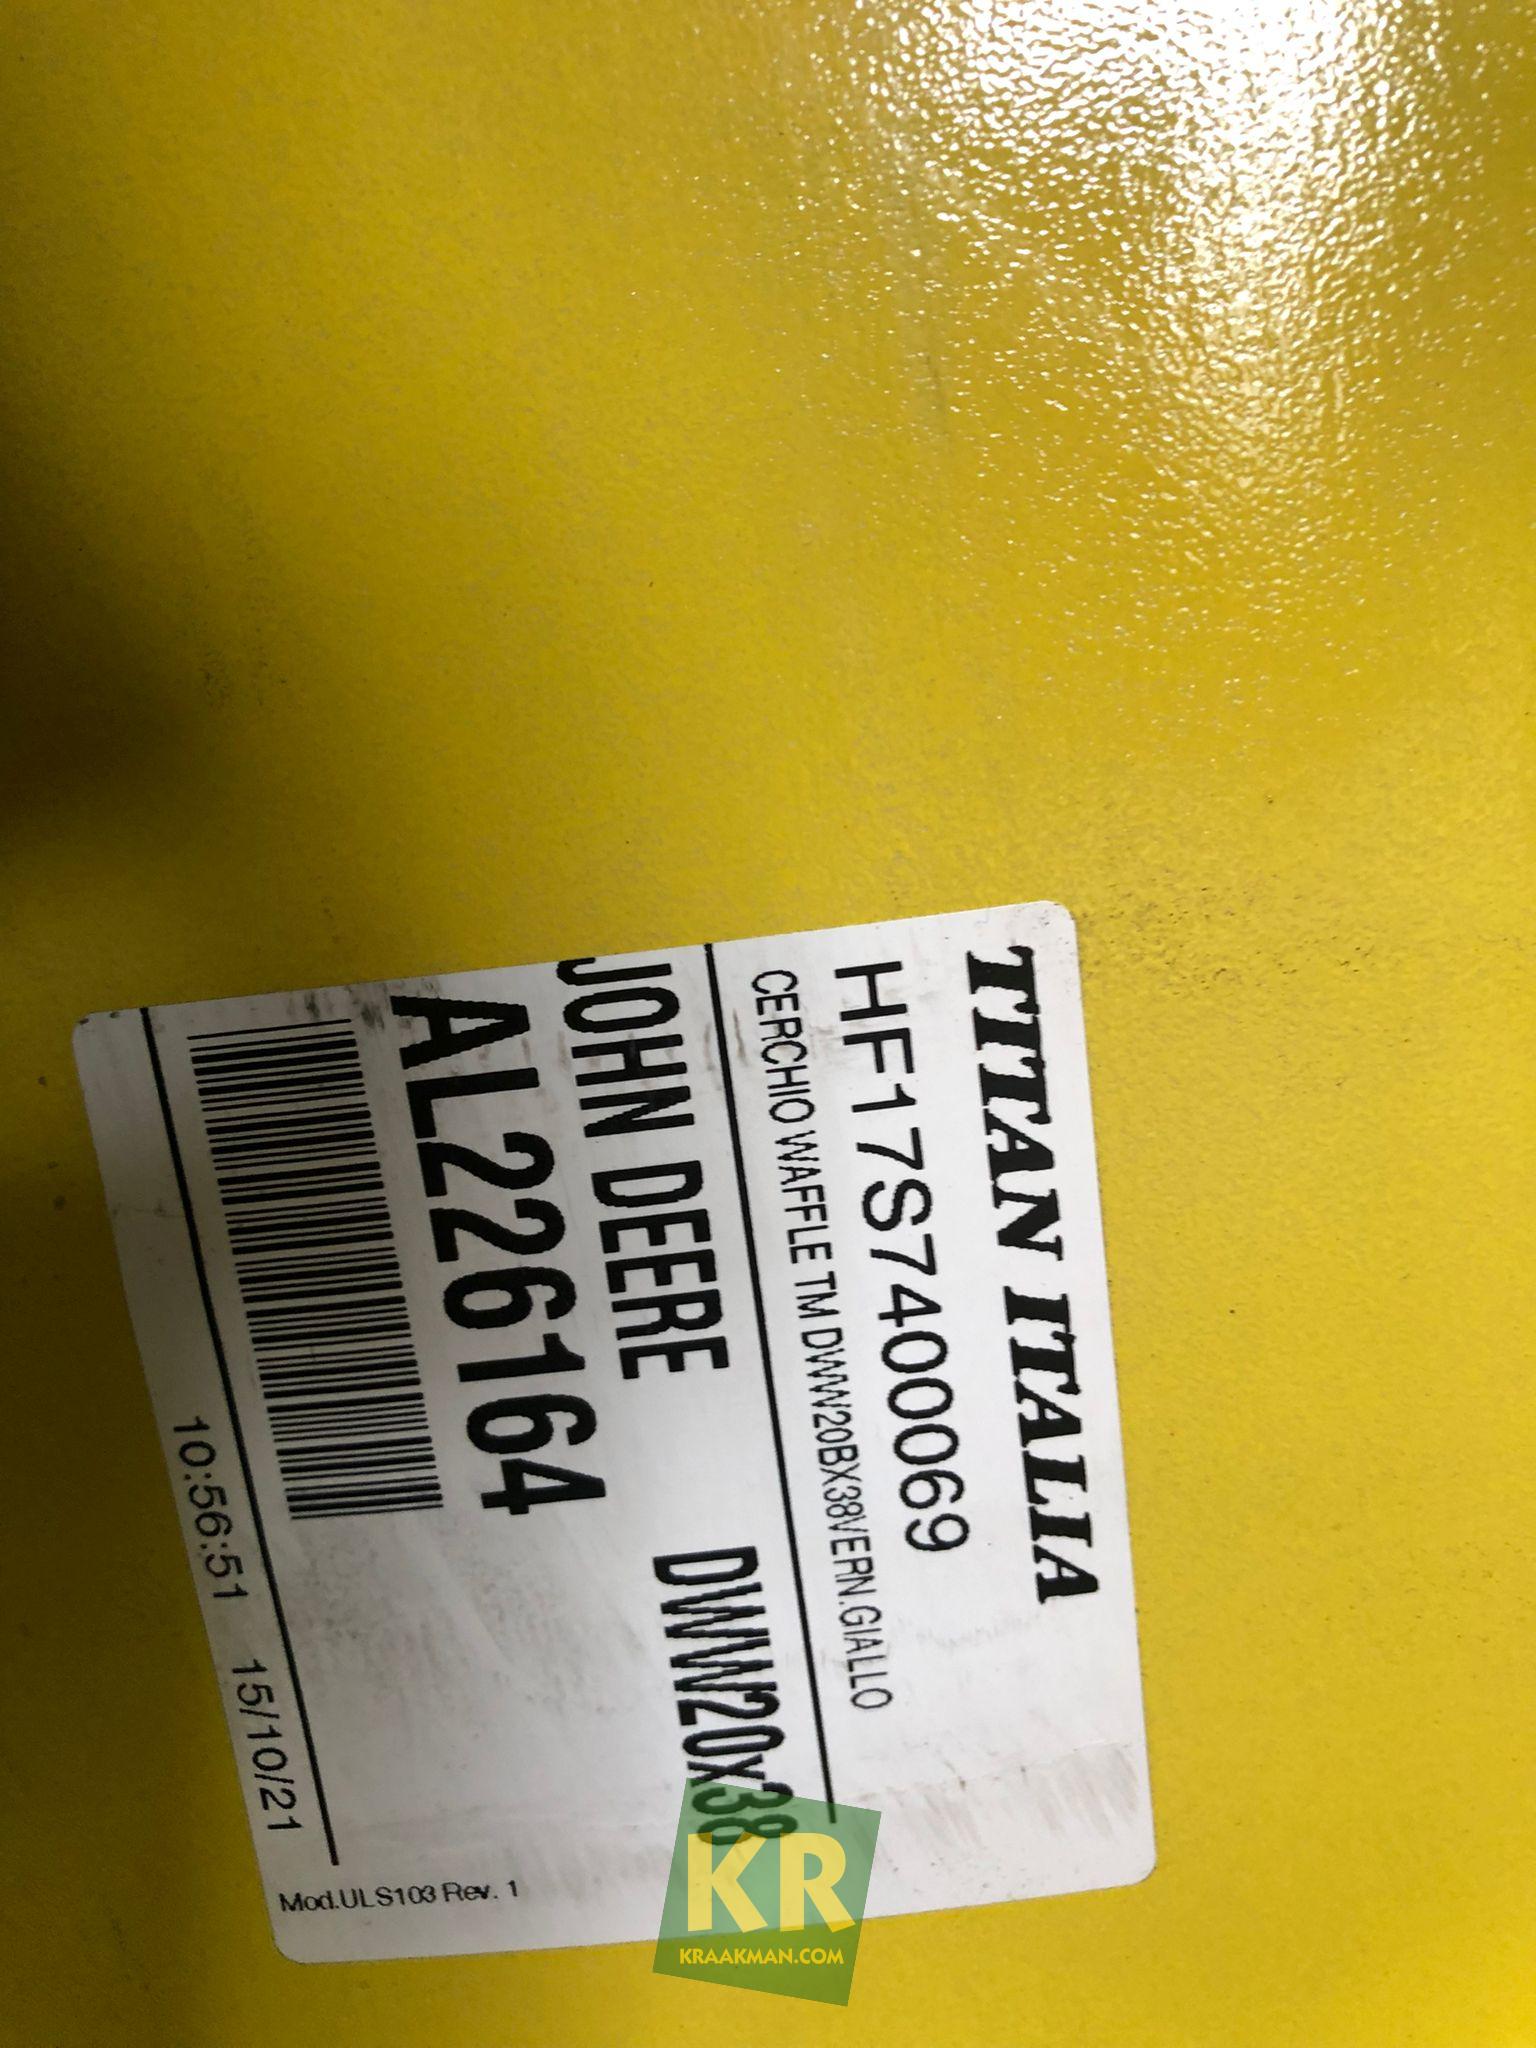 TITAN ITALIA
HF17S7400069
CERCHIO WAFFLE TM DWW20BX38VERN.GIALLO
JOHN DEERE DWW20x38
AL226164
10:56:51 15/10/21
Mod.ULS103 Rev. 1
KR
KRAAKMAN.COM